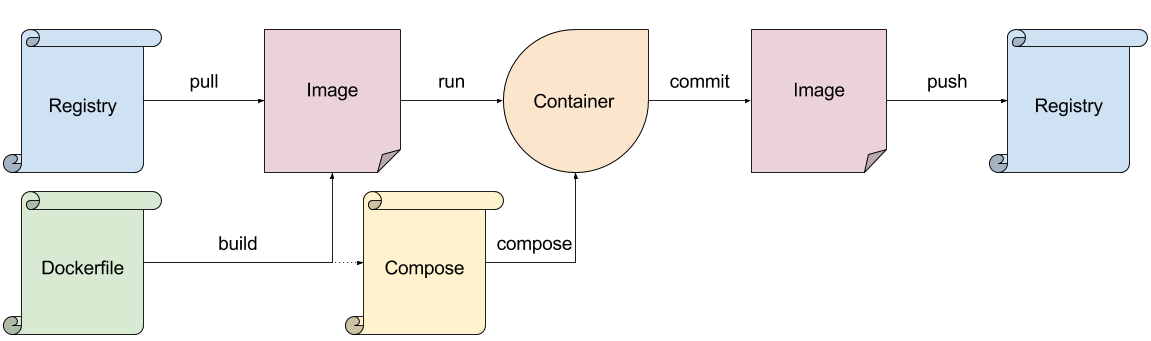 Registry
pull
Image
run
Container
commit
Image
push
Registry
Dockerfile
build
Compose
compose